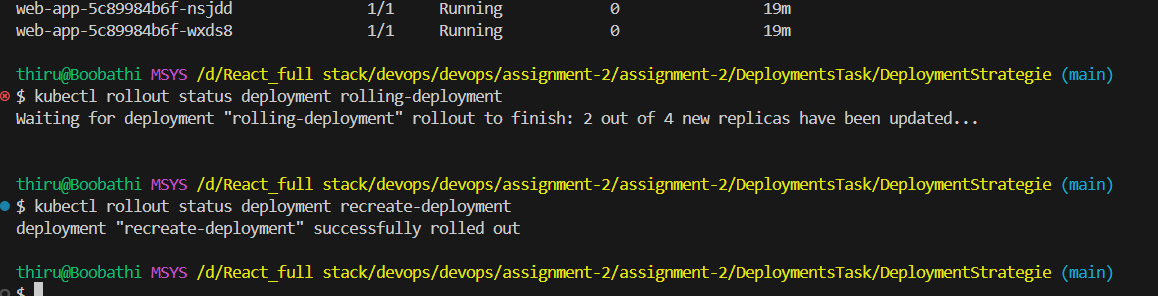 web-app-5c89984b6f-nsjdd 1/1 Running 0 19m
web-app-5c89984b6f-wxds8 1/1 Running 0 19m
thiru@Boobathi MSYS /d/React_full stack/devops/devops/assignment-2/assignment-2/DeploymentsTask/DeploymentStrategie (main)
$ kubectl rollout status deployment rolling-deployment
Waiting for deployment "rolling-deployment" rollout to finish: 2 out of 4 new replicas have been updated...
thiru@Boobathi MSYS /d/React_full stack/devops/devops/assignment-2/assignment-2/DeploymentsTask/DeploymentStrategie (main)
$ kubectl rollout status deployment recreate-deployment
deployment "recreate-deployment" successfully rolled out
thiru@Boobathi MSYS /d/React_full stack/devops/devops/assignment-2/assignment-2/DeploymentsTask/DeploymentStrategie (main)
$